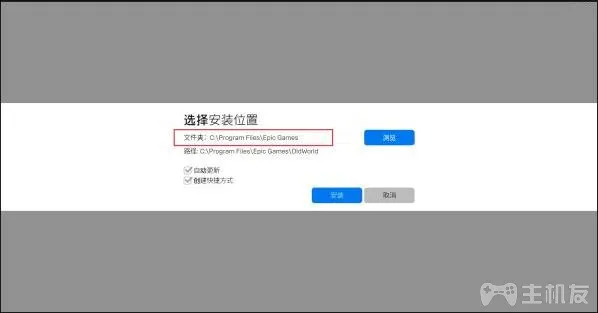 选择安装位置
文件夹: C:\Program Files\Epic Games
浏览
路径: C:\Program Files\Epic Games\OldWorld
自动更新
创建快捷方式
安装
取消
主机友